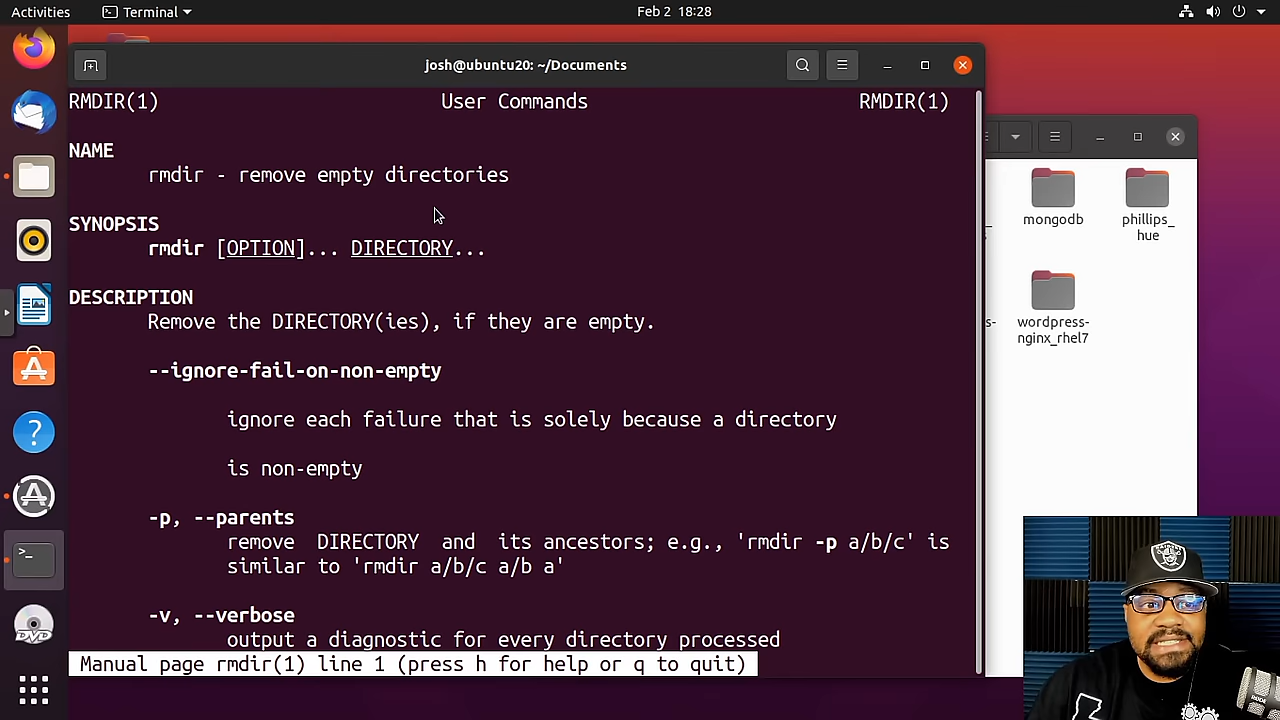 Activities
Terminal
Feb 2 18:28
josh@ubuntu20: ~/Documents
RMDIR(1) User Commands RMDIR(1)
NAME
rmdir - remove empty directories
SYNOPSIS
rmdir [OPTION]... DIRECTORY...
DESCRIPTION
Remove the DIRECTORY(ies), if they are empty.
--ignore-fail-on-non-empty
ignore each failure that is solely because a directory
is non-empty
-p, --parents
remove DIRECTORY and its ancestors; e.g., 'rmdir -p a/b/c' is
similar to 'rmdir a/b/c a/b a'
-v, --verbose
output a diagnostic for every directory processed
Manual page rmdir(1) line 1 (press h for help or q to quit)
mongodb
phillips_
hue
wordpress-
nginx_rhel7
DVD